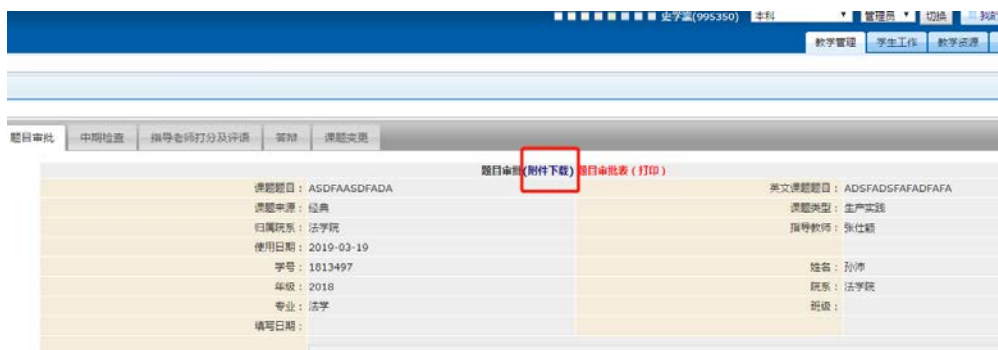 史学鉴(995350) 本科 管理员 切换
教学管理 学生工作 教学资源
题目审批 中期检查 指导老师打分及评语 答辩 课题变更
题目审批(附件下载) 题目审批表(打印)
课题题目: ASDFAASDFADA 英文课题题目: ADSFADSFAFADFAFA
课题来源: 经典 课题类型: 生产实践
归属院系: 法学院 指导教师: 张仕颖
使用日期: 2019-03-19
学号: 1813497 姓名: 孙沛
年级: 2018 院系: 法学院
专业: 法学 班级:
填写日期: